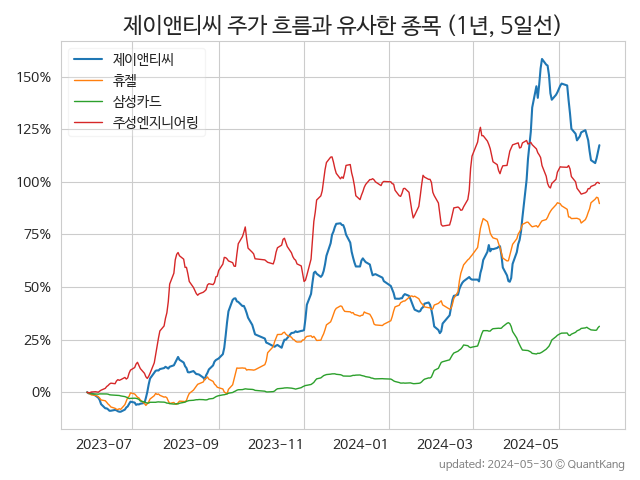 제이앤티씨 주가 흐름과 유사한 종목 (1년, 5일선)
제이앤티씨
휴젤
삼성카드
주성엔지니어링
150%
125%
100%
75%
50%
25%
0%
2023-07 2023-09 2023-11 2024-01 2024-03 2024-05
updated: 2024-05-30 © QuantKang